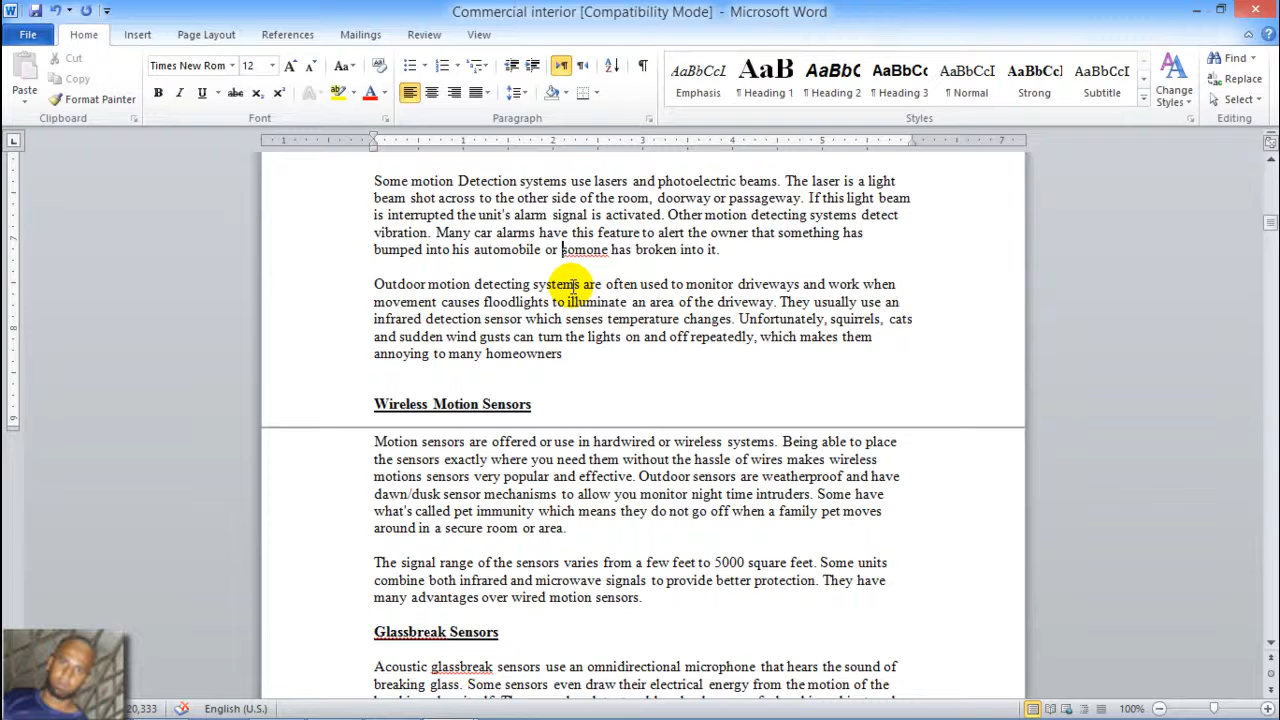 Commercial interior [Compatibility Mode] - Microsoft Word
File Home Insert Page Layout References Mailings Review View
Cut
Copy
Format Painter
Paste
Clipboard
Times New Rom 12
Font
Paragraph
AaBbCcI AaB AaBbC AaBbCc AaBbCcI AaBbCcI AaBbCcL
Emphasis ¶ Heading 1 ¶ Heading 2 ¶ Heading 3 ¶ Normal Strong Subtitle
Styles
Change
Styles
Find
Replace
Select
Editing
Some motion Detection systems use lasers and photoelectric beams. The laser is a light
beam shot across to the other side of the room, doorway or passageway. If this light beam
is interrupted the unit's alarm signal is activated. Other motion detecting systems detect
vibration. Many car alarms have this feature to alert the owner that something has
bumped into his automobile or somone has broken into it.
Outdoor motion detecting systems are often used to monitor driveways and work when
movement causes floodlights to illuminate an area of the driveway. They usually use an
infrared detection sensor which senses temperature changes. Unfortunately, squirrels, cats
and sudden wind gusts can turn the lights on and off repeatedly, which makes them
annoying to many homeowners
Wireless Motion Sensors
Motion sensors are offered or use in hardwired or wireless systems. Being able to place
the sensors exactly where you need them without the hassle of wires makes wireless
motions sensors very popular and effective. Outdoor sensors are weatherproof and have
dawn/dusk sensor mechanisms to allow you monitor night time intruders. Some have
what's called pet immunity which means they do not go off when a family pet moves
around in a secure room or area.
The signal range of the sensors varies from a few feet to 5000 square feet. Some units
combine both infrared and microwave signals to provide better protection. They have
many advantages over wired motion sensors.
Glassbreak Sensors
Acoustic glassbreak sensors use an omnidirectional microphone that hears the sound of
breaking glass. Some sensors even draw their electrical energy from the motion of the
20,333 English (U.S.) 100%